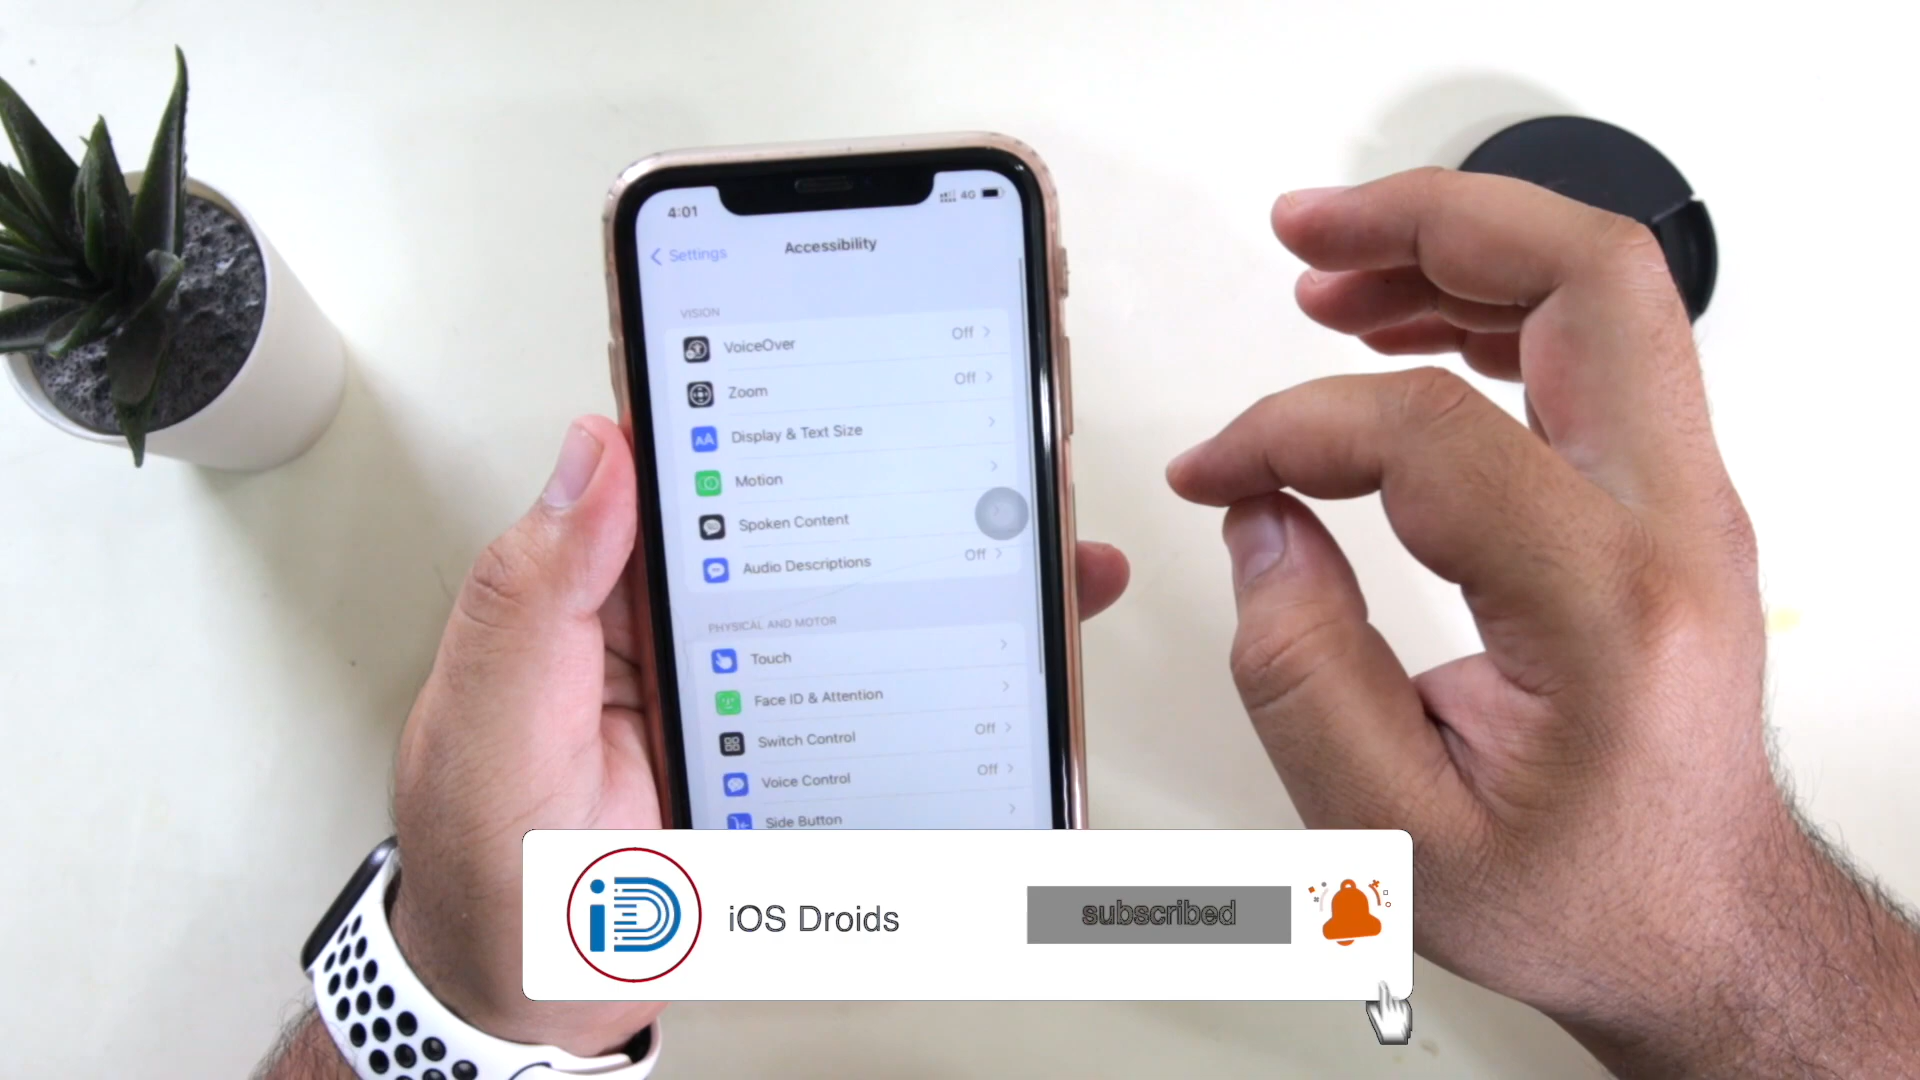 4:01
4G
Settings
Accessibility
VISION
VoiceOver
Off
Zoom
Off
Display & Text Size
Motion
Spoken Content
Audio Descriptions
Off
PHYSICAL AND MOTOR
Touch
Face ID & Attention
Switch Control
Off
Voice Control
Off
Side Button
iD
iOS Droids
subscribed